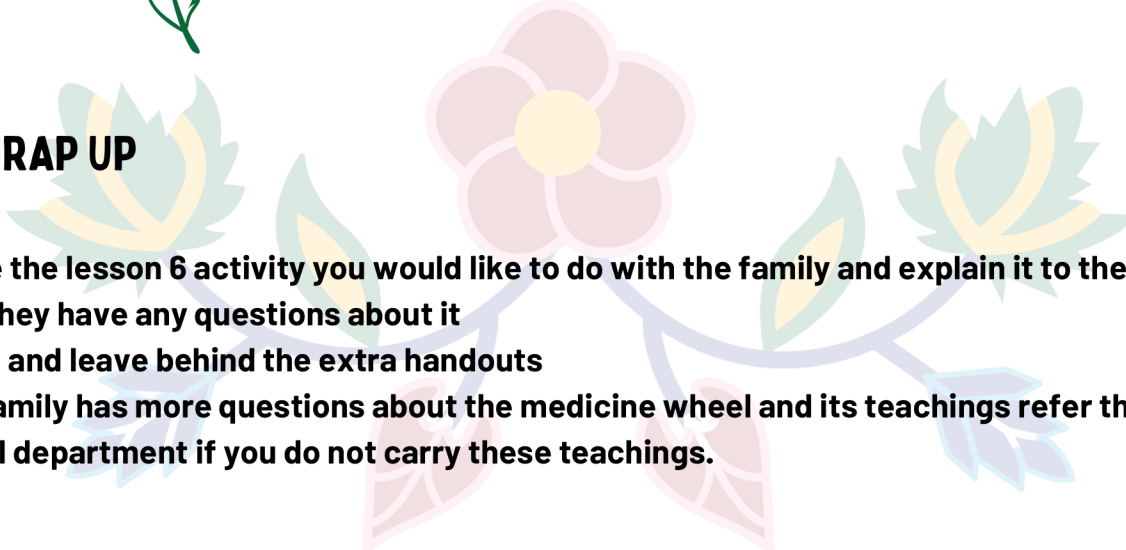 RAP UP
the lesson 6 activity you would like to do with the family and explain it to the
hey have any questions about it
and leave behind the extra handouts
amily has more questions about the medicine wheel and its teachings refer th
department if you do not carry these teachings.